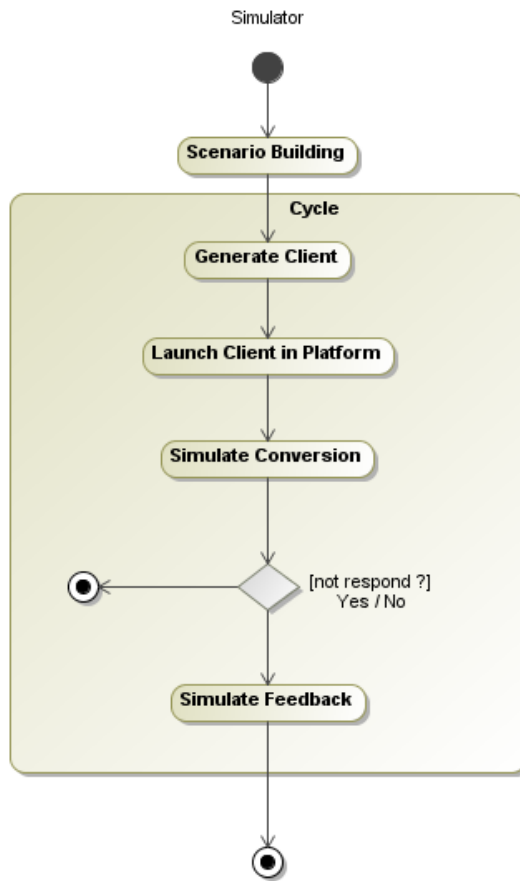 Simulator
Scenario Building
Cycle
Generate Client
Launch Client in Platform
Simulate Conversion
[not respond ?]
Yes / No
Simulate Feedback